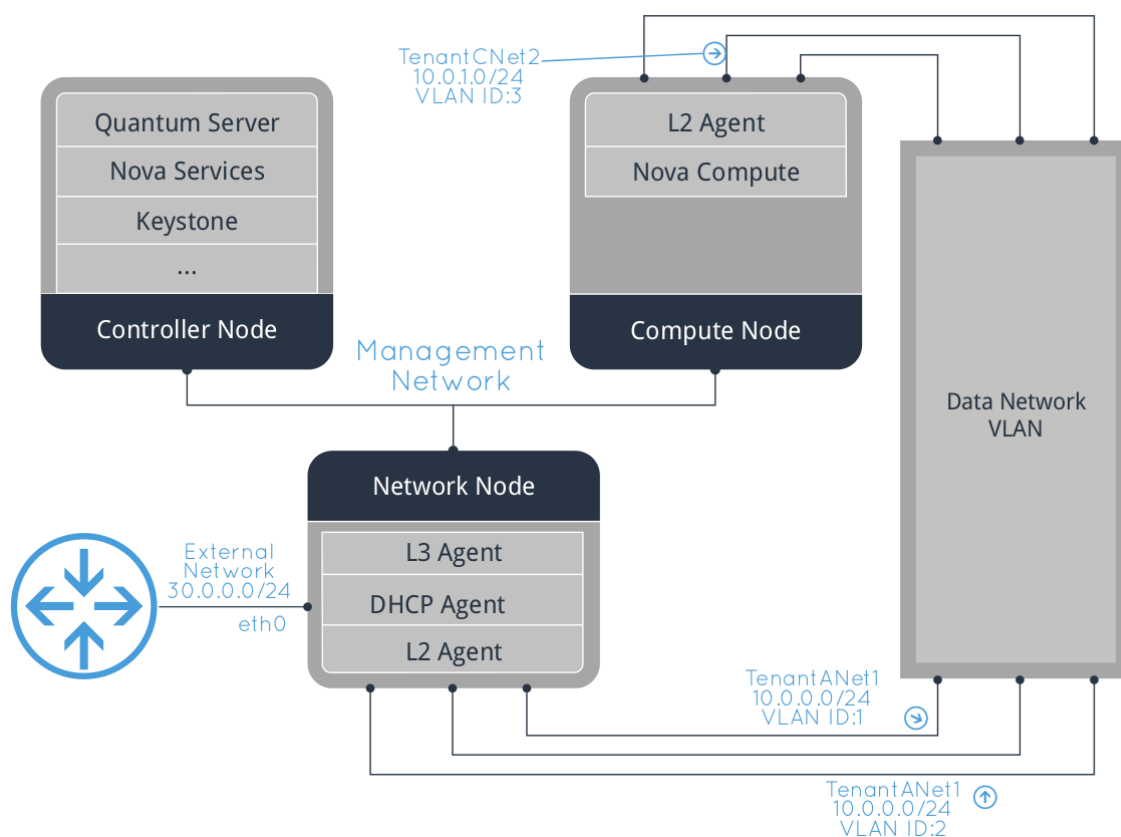 TenantCNet2
10.0.1.0/24
VLAN ID:3
Quantum Server
Nova Services
Keystone
...
Controller Node
L2 Agent
Nova Compute
Compute Node
Management
Network
Data Network
VLAN
Network Node
L3 Agent
DHCP Agent
L2 Agent
External
Network
30.0.0.0/24
eth0
TenantANet1
10.0.0.0/24
VLAN ID:1
TenantANet1
10.0.0.0/24
VLAN ID:2